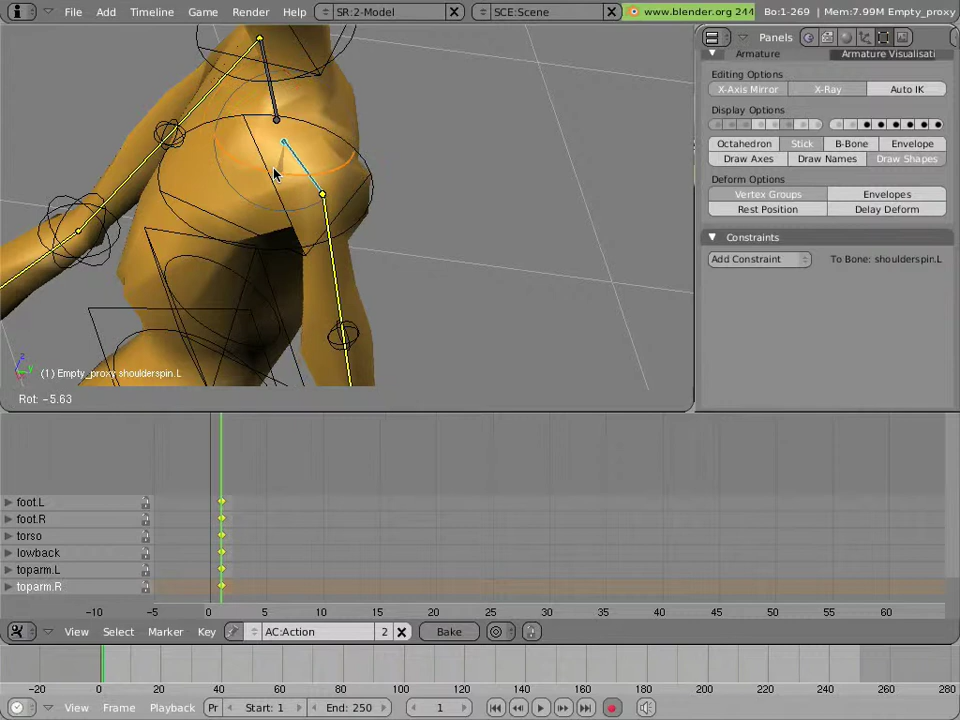 File Add Timeline Game Render Help SR:2-Model SCE:Scene www.blender.org 244 Bo:1-269 | Mem:7.99M Empty_proxy
Panels
Armature Armature Visualisati
Editing Options
X-Axis Mirror X-Ray Auto IK
Display Options
Octahedron Stick B-Bone Envelope
Draw Axes Draw Names Draw Shapes
Deform Options
Vertex Groups Envelopes
Rest Position Delay Deform
Constraints
Add Constraint To Bone: shoulderspin.L
(1) Empty_proxy shoulderspin.L
Rot: -5.63
foot.L
foot.R
torso
lowback
toparm.L
toparm.R
-10 -5 0 5 10 15 20 25 30 35 40 45 50 55 60
View Select Marker Key AC:Action 2 Bake
-20 0 20 40 60 80 100 120 140 160 180 200 220 240 260 280
View Frame Playback Pr Start: 1 End: 250 1